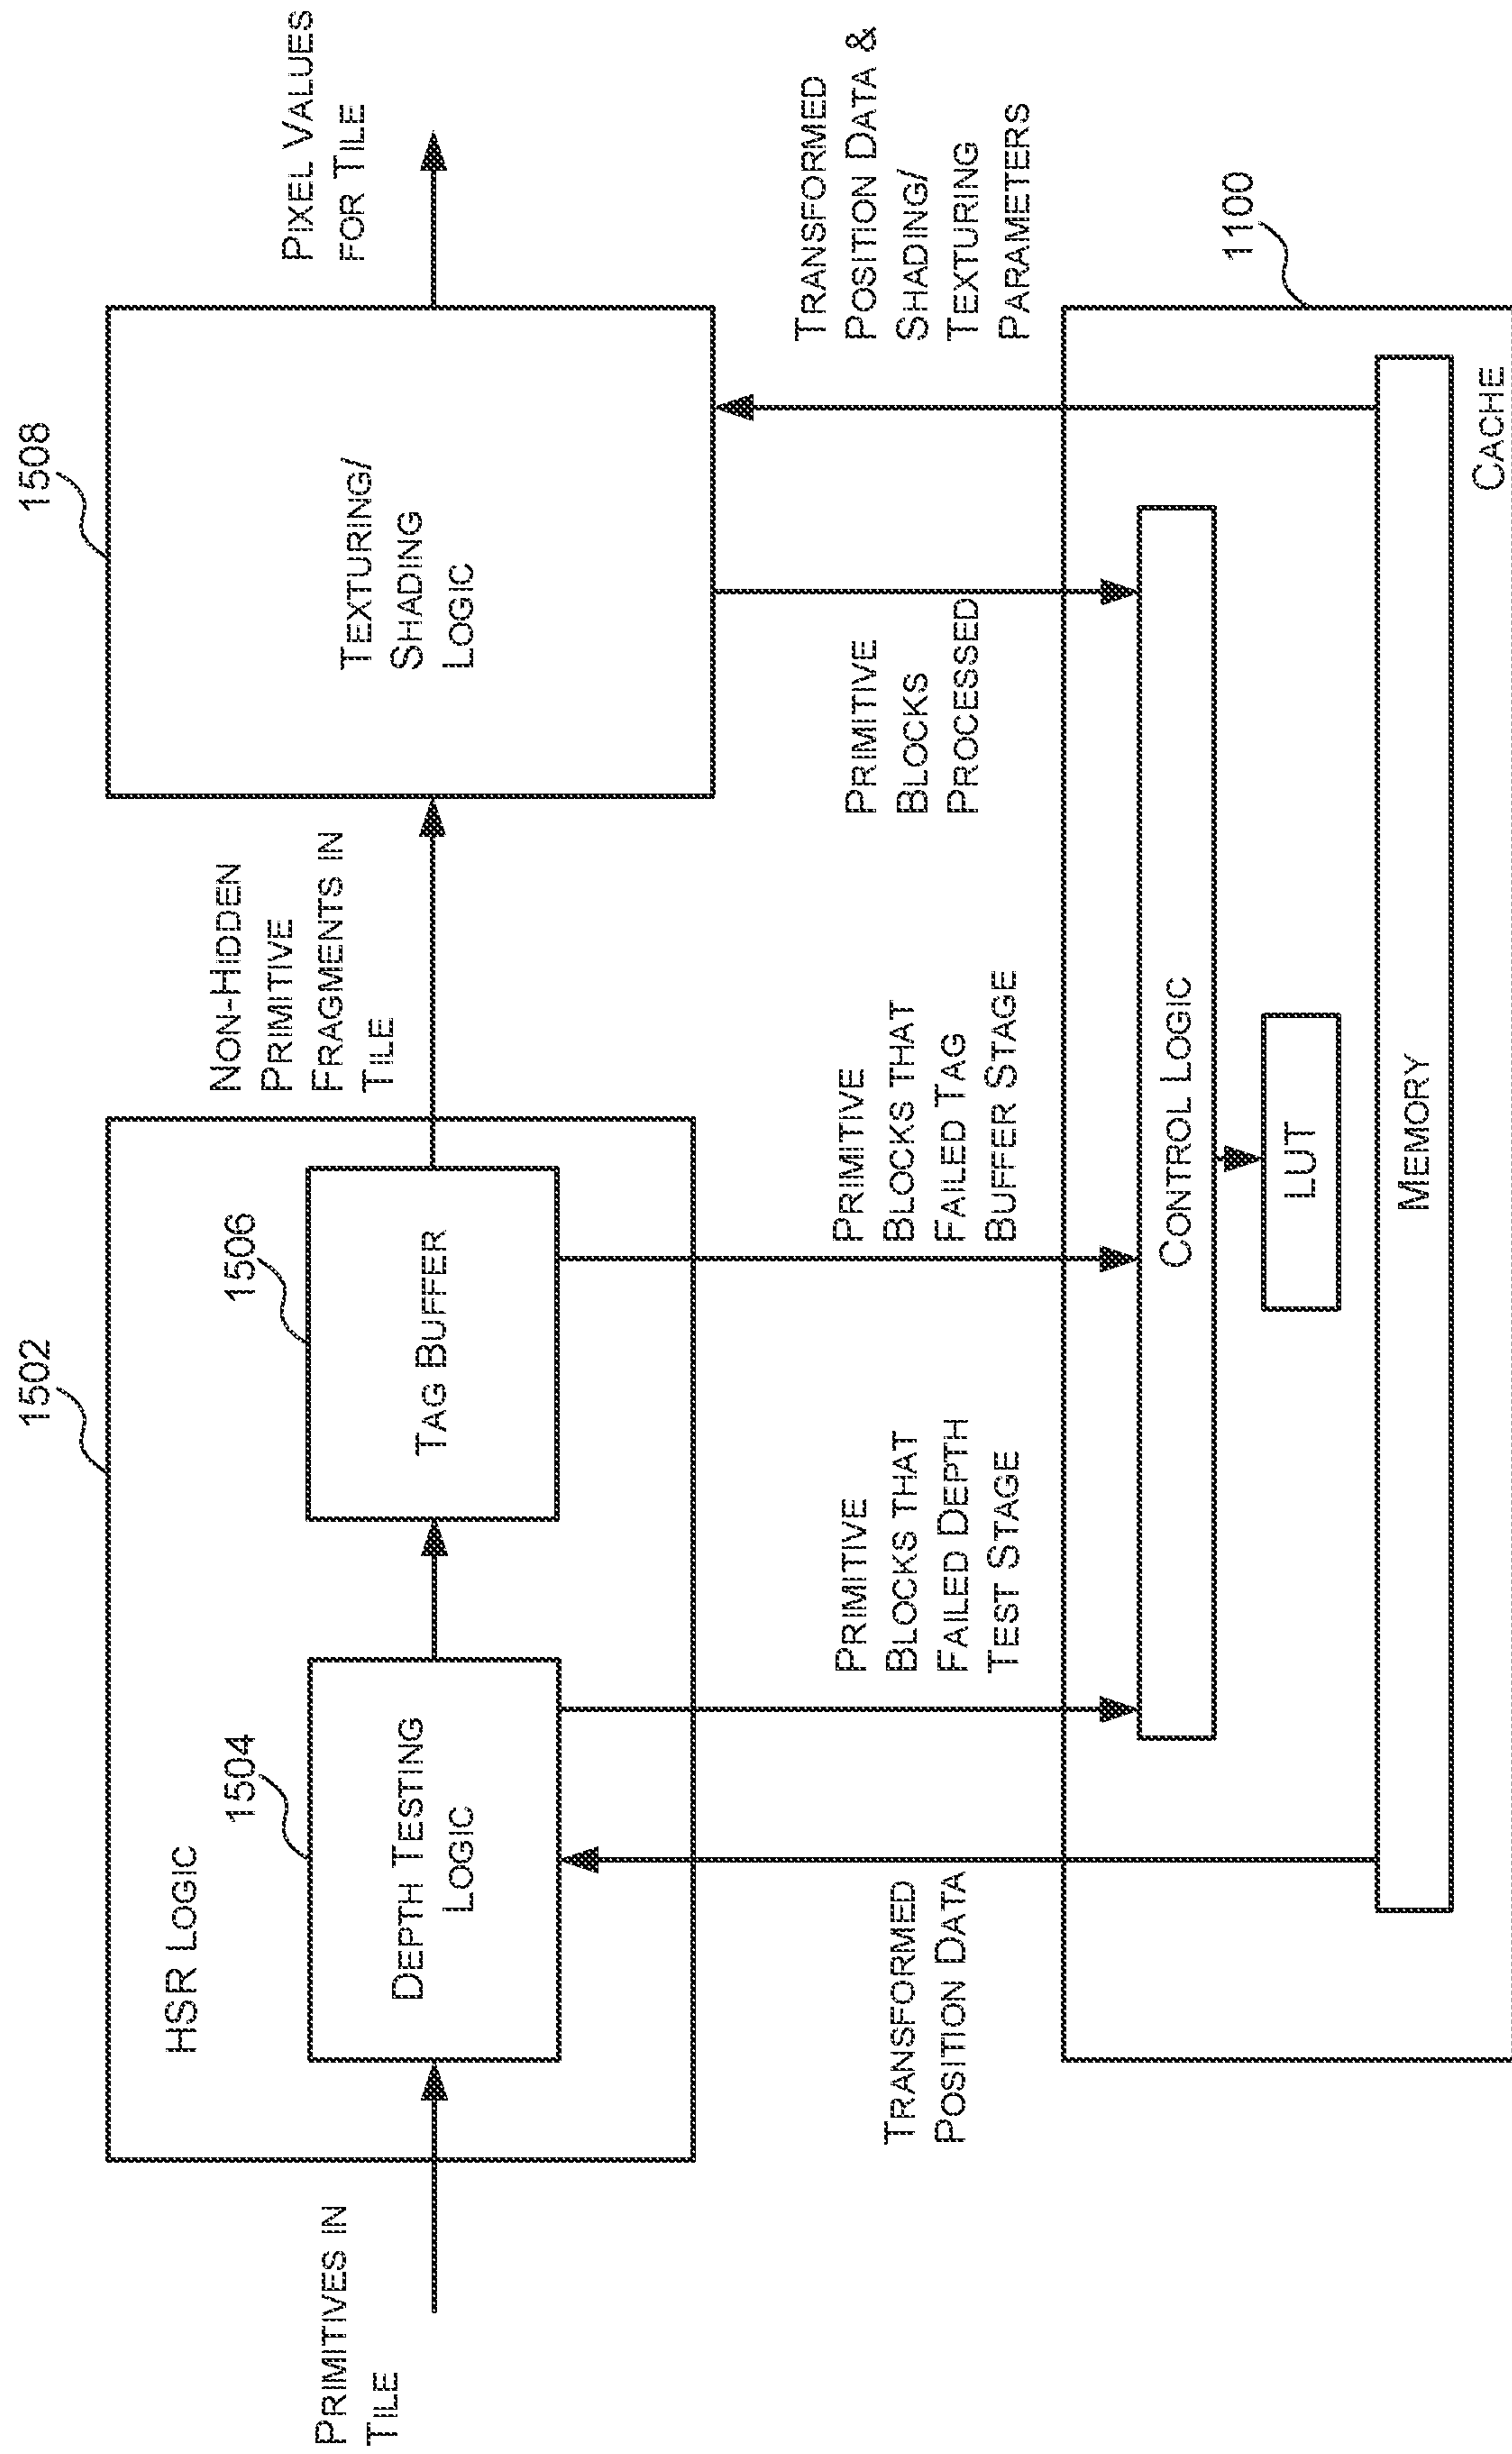 1502
1508
HSR LOGIC
1504
1506
PRIMITIVES IN
TILE
DEPTH TESTING
LOGIC
TAG BUFFER
NON-HIDDEN
PRIMITIVE
FRAGMENTS IN
TILE
TEXTURING/
SHADING
LOGIC
PIXEL VALUES
FOR TILE
TRANSFORMED
POSITION DATA
PRIMITIVE
BLOCKS THAT
FAILED DEPTH
TEST STAGE
PRIMITIVE
BLOCKS THAT
FAILED TAG
BUFFER STAGE
PRIMITIVE
BLOCKS
PROCESSED
TRANSFORMED
POSITION DATA &
SHADING/
TEXTURING
PARAMETERS
1100
CONTROL LOGIC
LUT
MEMORY
CACHE